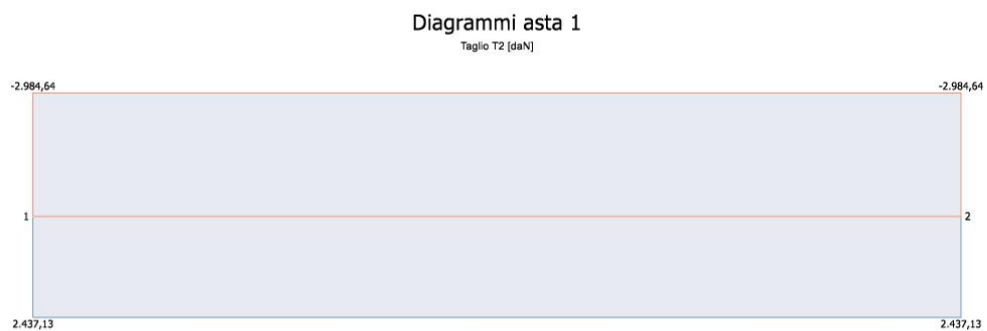 Diagrammi asta 1
Taglio T2 [daN]
-2.984,64 -2.984,64
1 2
2.437,13 2.437,13